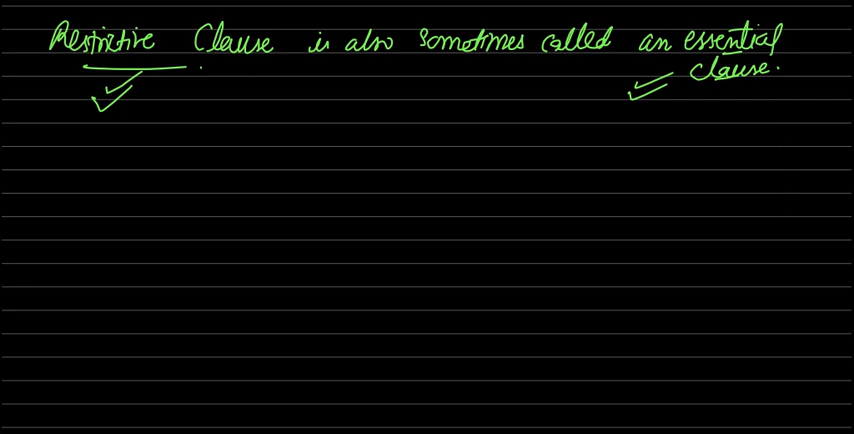 Restrictive Clause is also sometimes called an essential
clause.